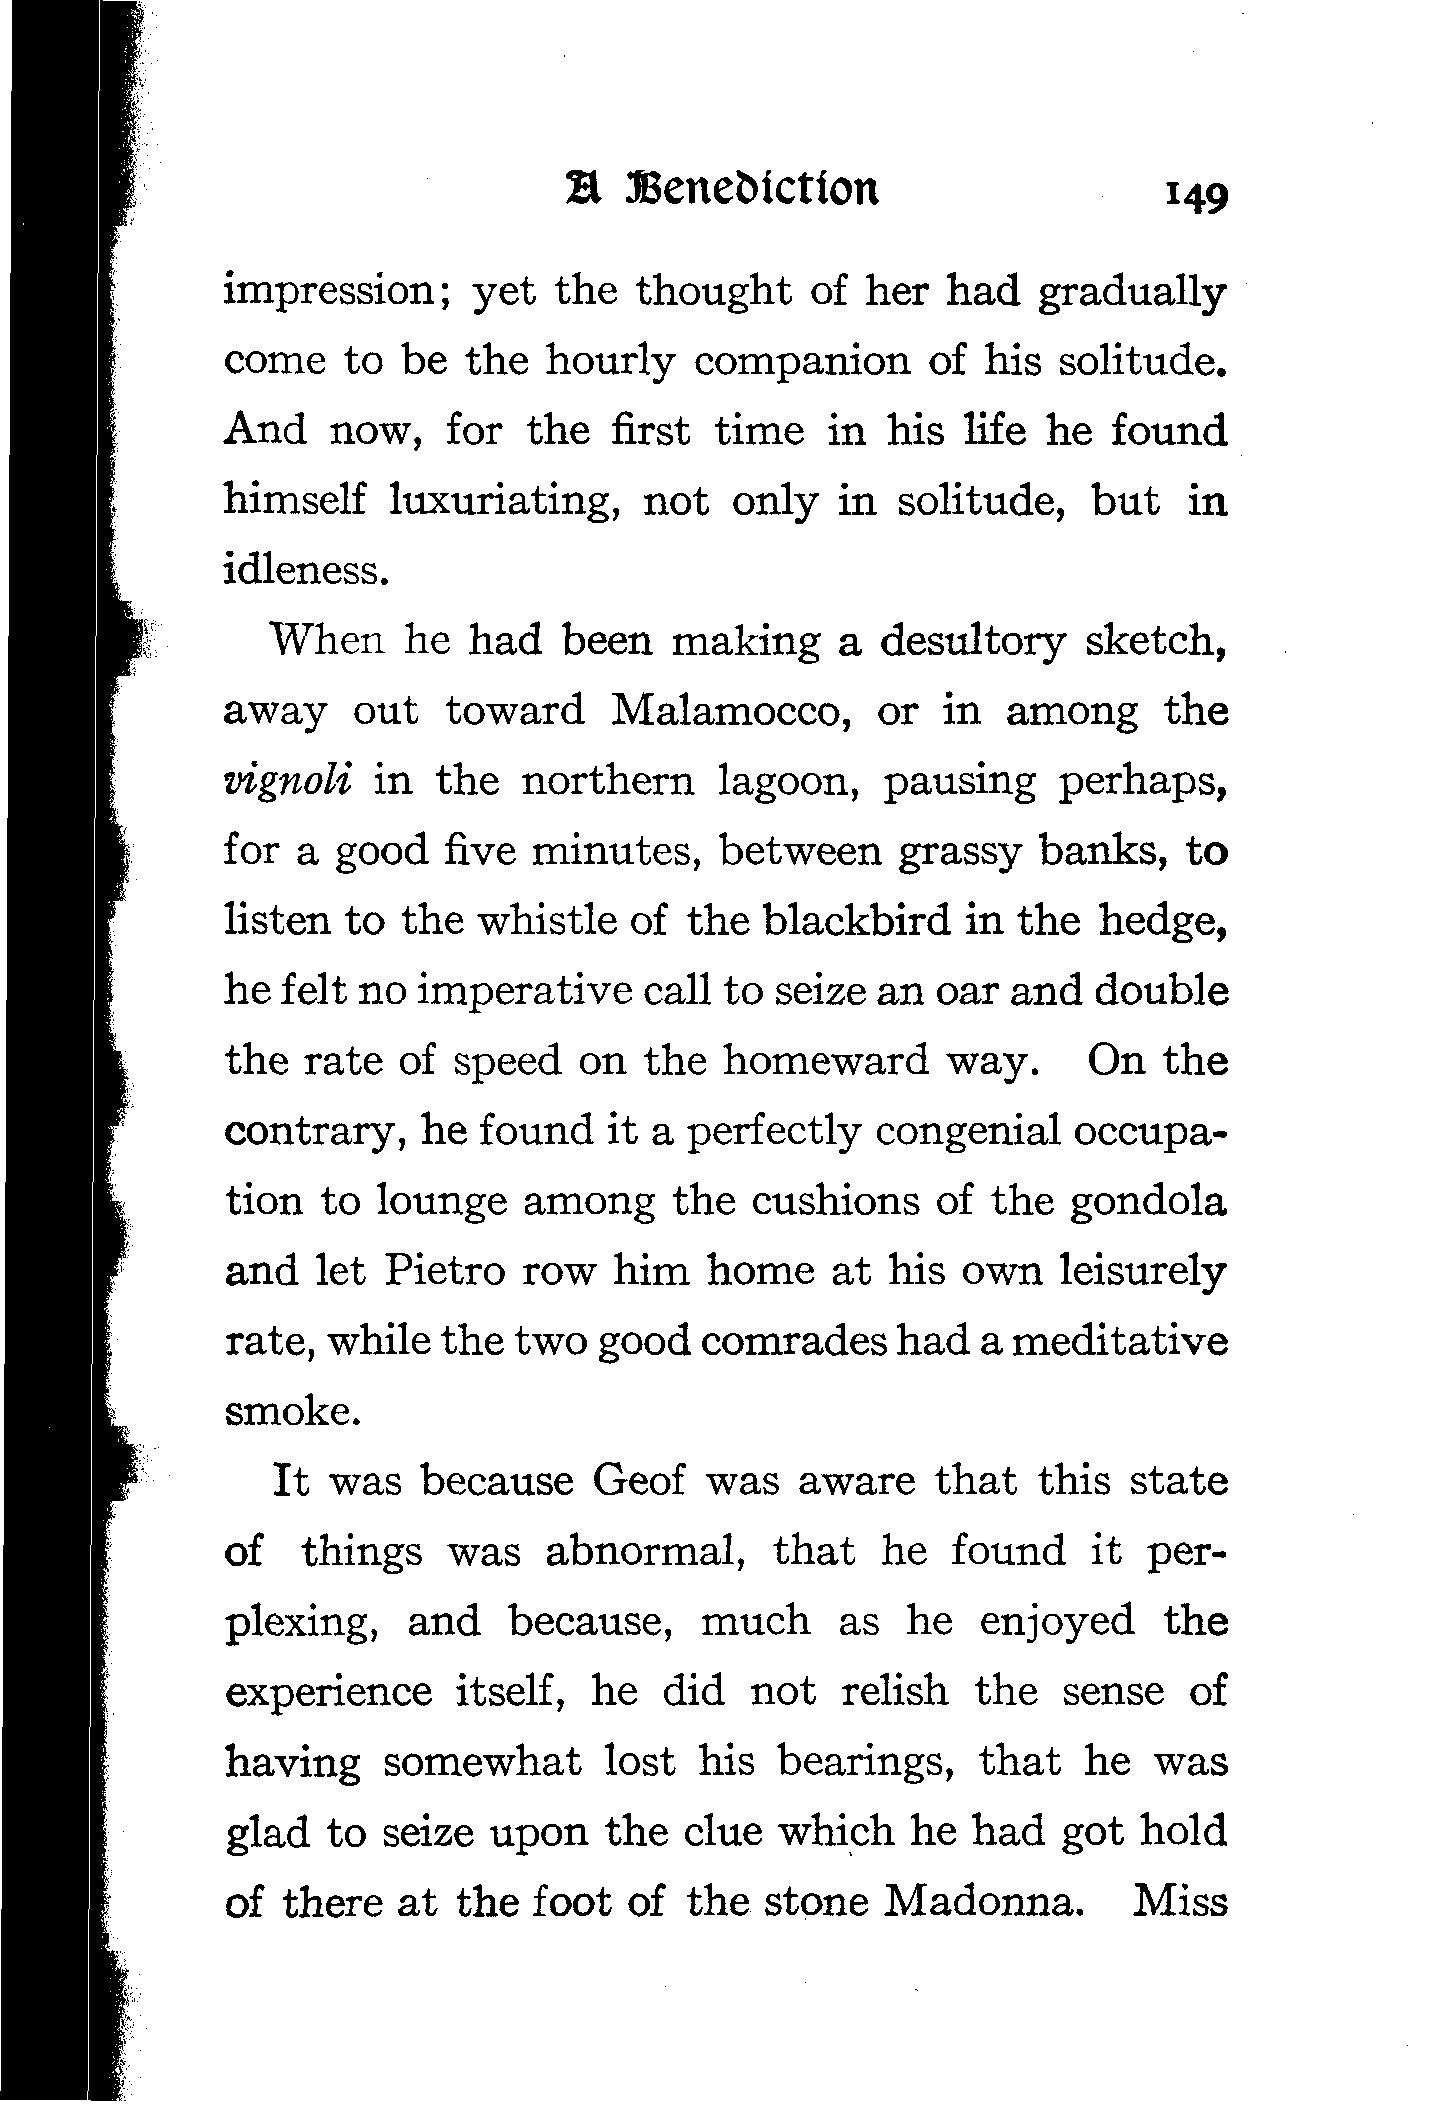 A Benediction 149
impression; yet the thought of her had gradually
come to be the hourly companion of his solitude.
And now, for the first time in his life he found
himself luxuriating, not only in solitude, but in
idleness.
When he had been making a desultory sketch,
away out toward Malamocco, or in among the
vignoli in the northern lagoon, pausing perhaps,
for a good five minutes, between grassy banks, to
listen to the whistle of the blackbird in the hedge,
he felt no imperative call to seize an oar and double
the rate of speed on the homeward way. On the
contrary, he found it a perfectly congenial occupa-
tion to lounge among the cushions of the gondola
and let Pietro row him home at his own leisurely
rate, while the two good comrades had a meditative
smoke.
It was because Geof was aware that this state
of things was abnormal, that he found it per-
plexing, and because, much as he enjoyed the
experience itself, he did not relish the sense of
having somewhat lost his bearings, that he was
glad to seize upon the clue which he had got hold
of there at the foot of the stone Madonna. Miss